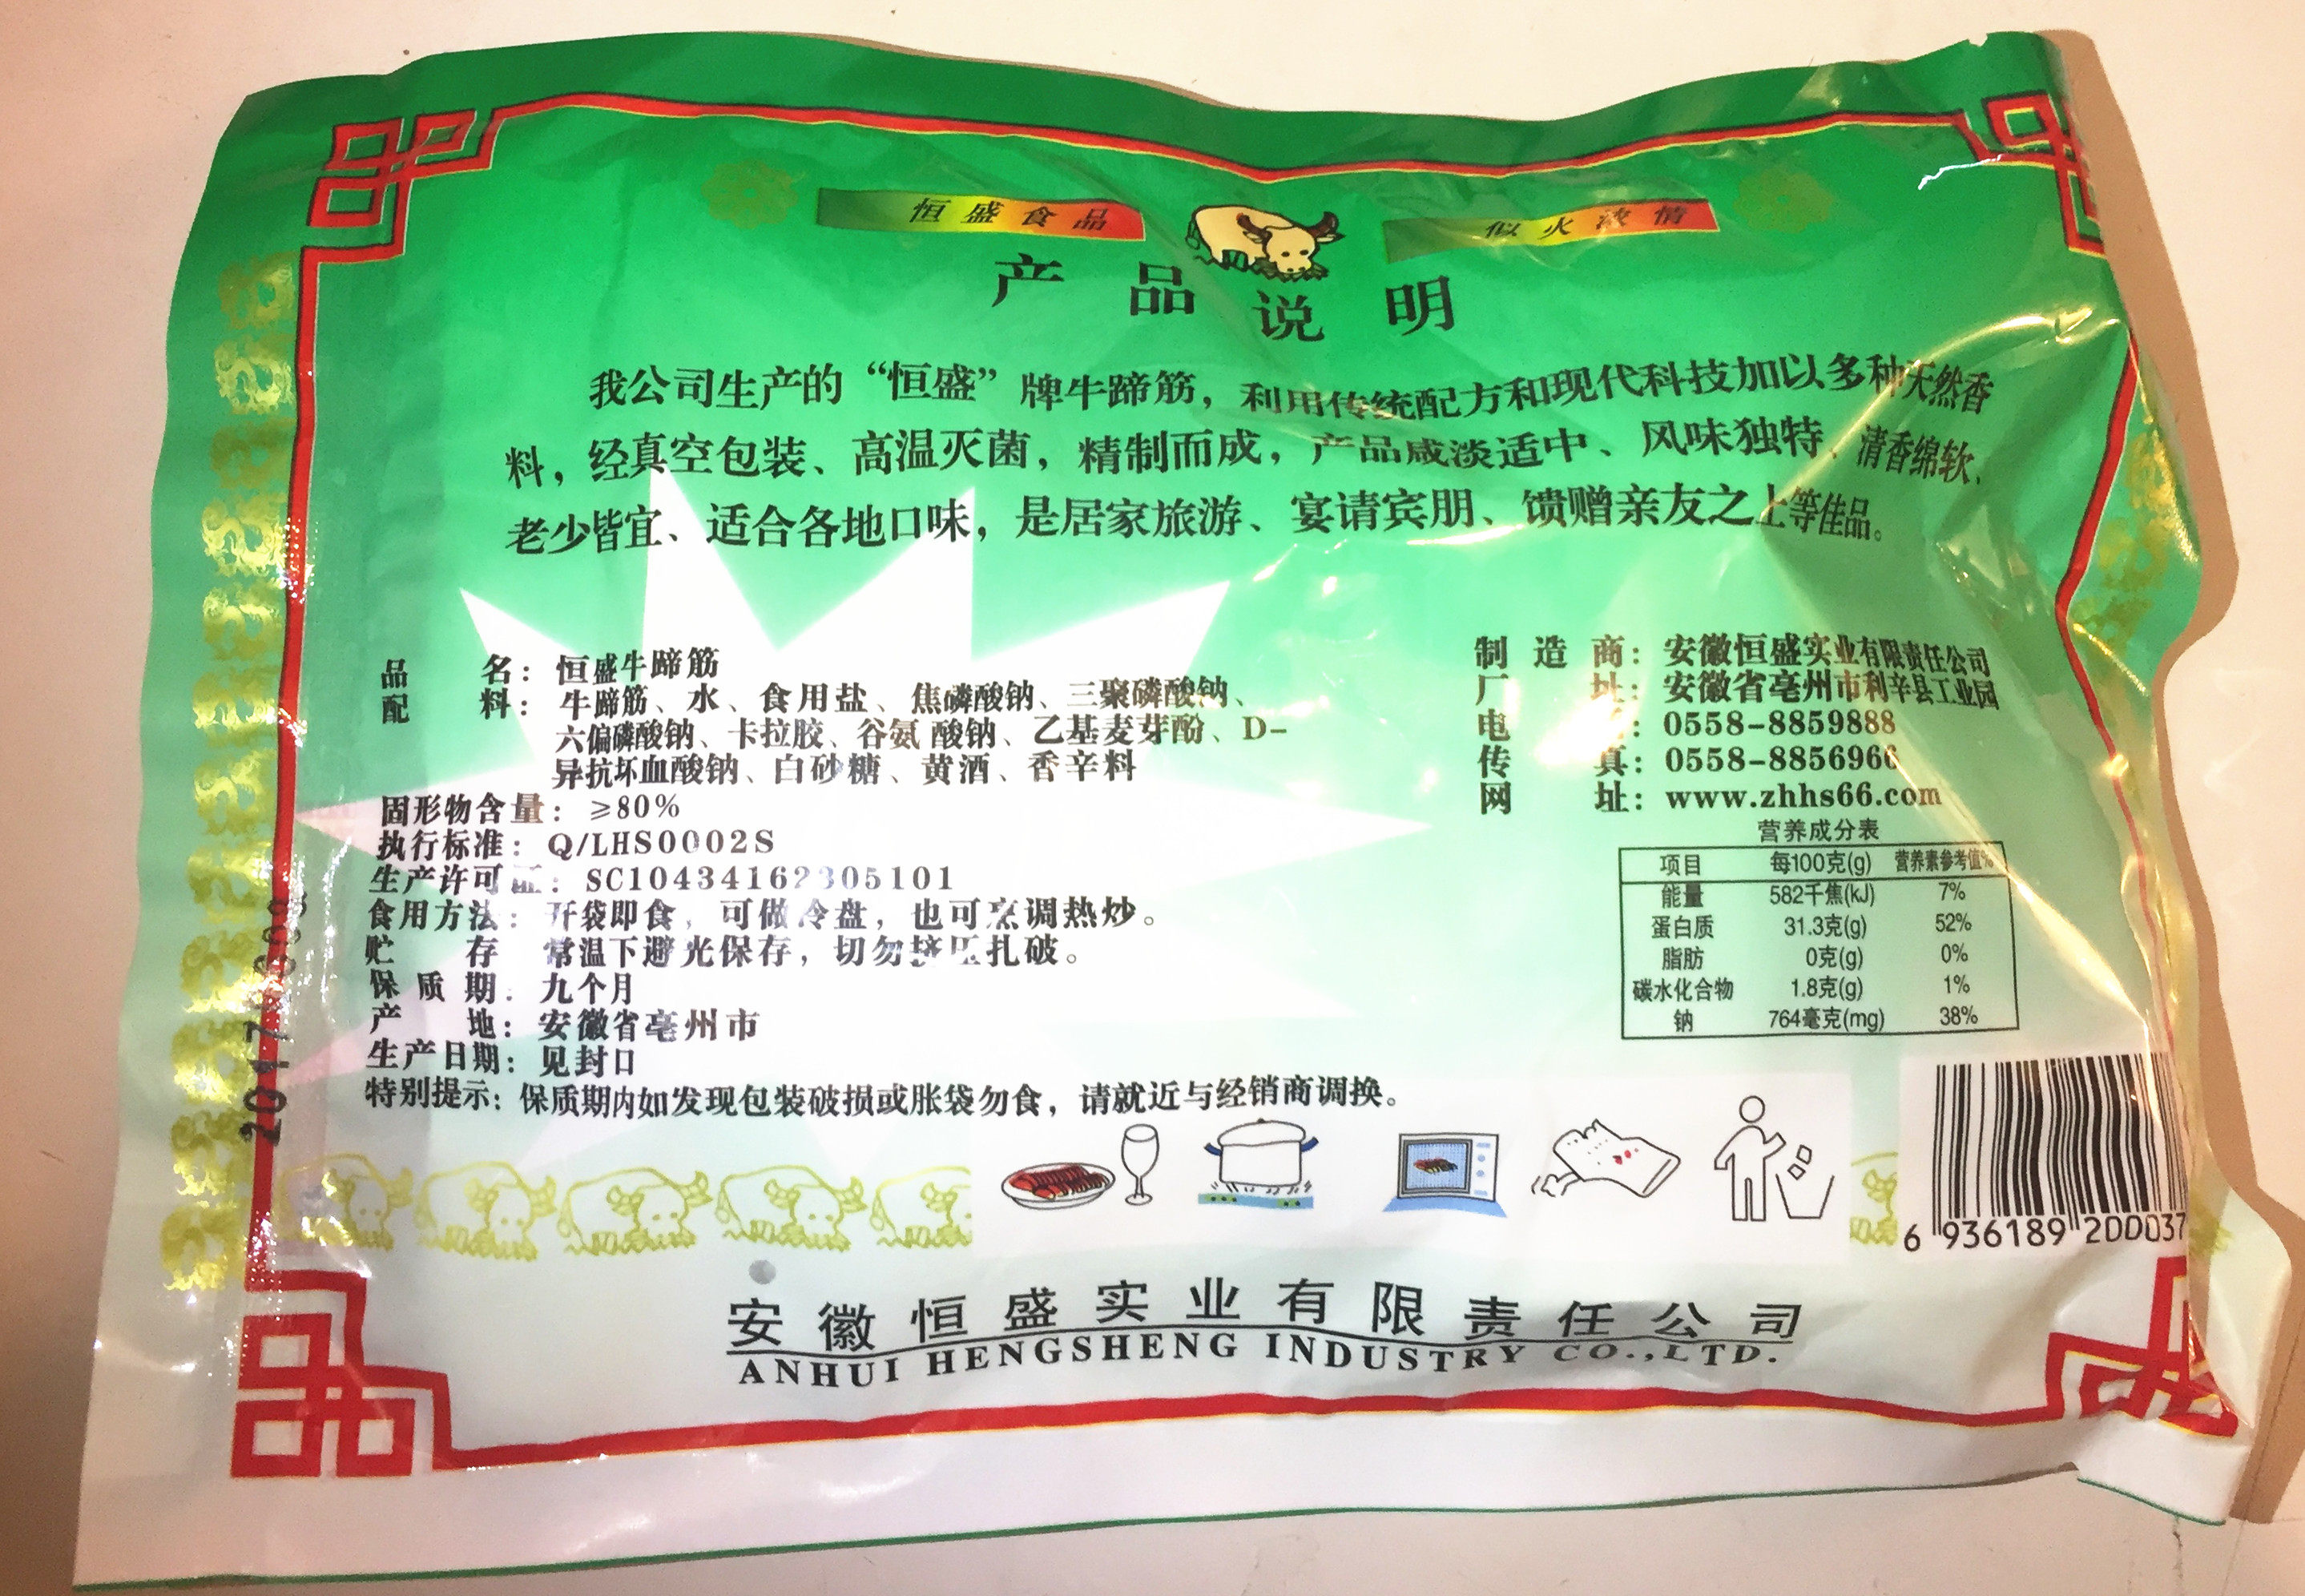 恒盛食品
似火浓情
产品说明
我公司生产的“恒盛”牌牛蹄筋，利用传统配方和现代科技加以多种天然香
料，经真空包装、高温灭菌，精制而成，产品咸淡适中、风味独特、清香绵软、
老少皆宜、适合各地口味，是居家旅游、宴请宾朋、馈赠亲友之上等佳品。
品名：恒盛牛蹄筋
配料：牛蹄筋、水、食用盐、焦磷酸钠、三聚磷酸钠、
六偏磷酸钠、卡拉胶、谷氨酸钠、乙基麦芽酚、D-
异抗坏血酸钠、白砂糖、黄酒、香辛料
固形物含量：≥80%
执行标准：Q/LHS0002S
生产许可证：SC10434162305101
食用方法：开袋即食，可做冷盘，也可烹调热炒。
贮存 常温下避光保存，切勿挤压扎破。
保质期：九个月
产地：安徽省亳州市
生产日期：见封口
特别提示：保质期内如发现包装破损或胀袋勿食，请就近与经销商调换。
制造商：安徽恒盛实业有限责任公司
厂址：安徽省亳州市利辛县工业园
电：0558-8859888
传真：0558-8856966
网址：www.zhhs66.com
营养成分表
项目 每100克(g) 营养素参考值%
能量 582千焦(kJ) 7%
蛋白质 31.3克(g) 52%
脂肪 0克(g) 0%
碳水化合物 1.8克(g) 1%
钠 764毫克(mg) 38%
6 936189 200037
安徽恒盛实业有限责任公司
ANHUI HENGSHENG INDUSTRY CO.,LTD.